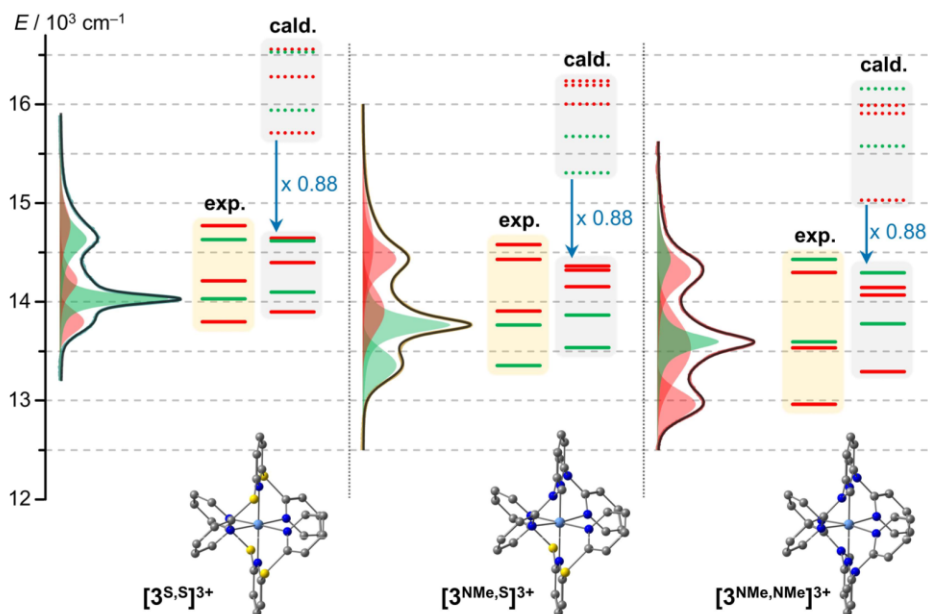 E / 10³ cm⁻¹
cald.
cald.
cald.
16
x 0.88
x 0.88
x 0.88
15
exp.
exp.
exp.
14
13
12
[3^S,S]³⁺
[3^NMe,S]³⁺
[3^NMe,NMe]³⁺